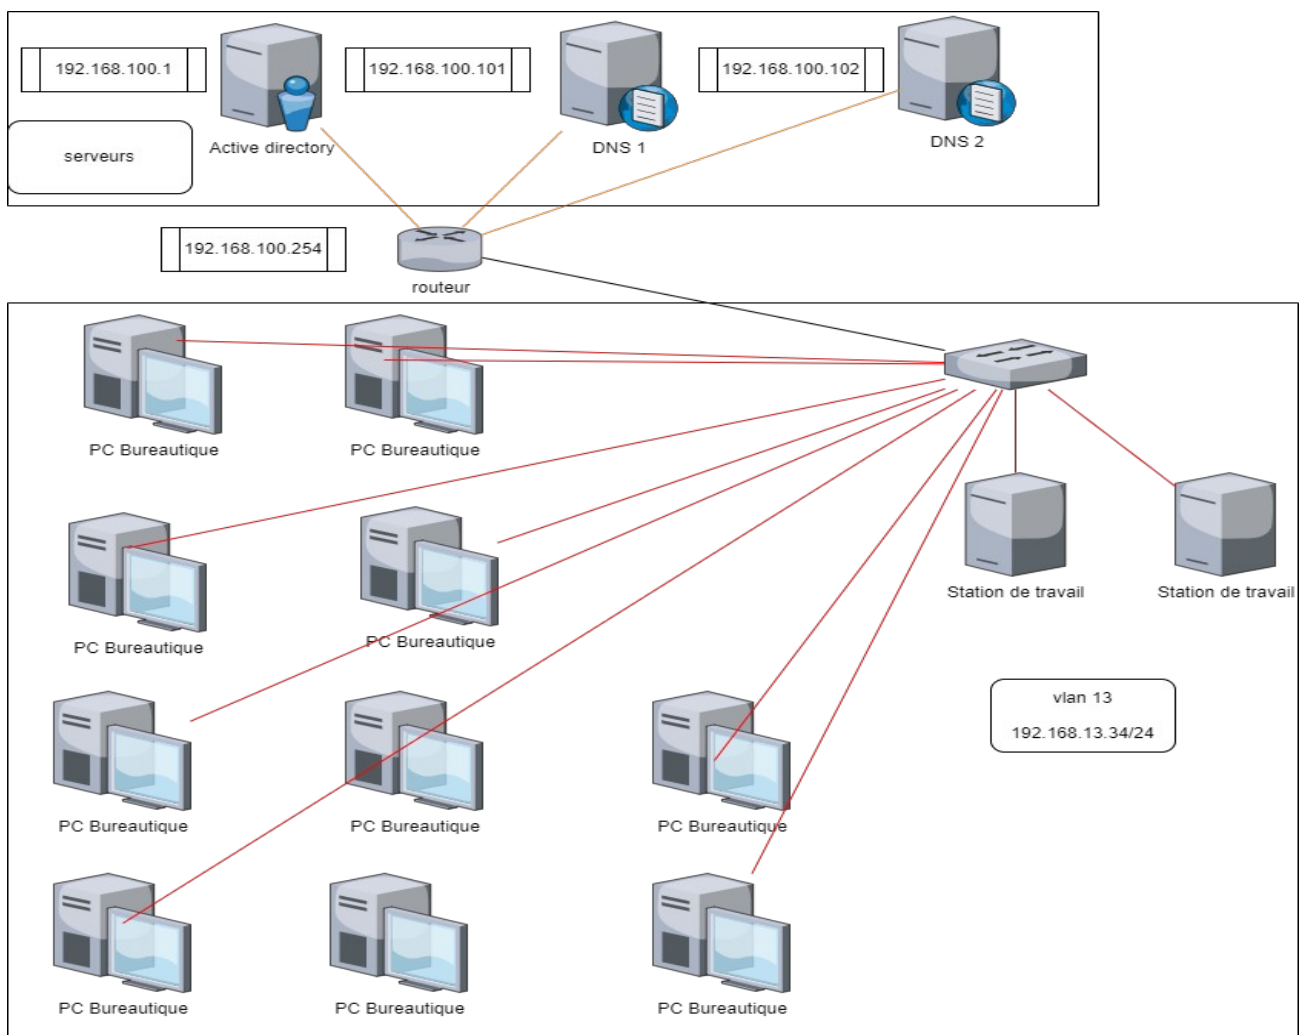 192.168.100.1
192.168.100.101
192.168.100.102
serveurs
Active directory
DNS 1
DNS 2
192.168.100.254
routeur
PC Bureautique
PC Bureautique
Station de travail
Station de travail
PC Bureautique
PC Bureautique
vlan 13
192.168.13.34/24
PC Bureautique
PC Bureautique
PC Bureautique
PC Bureautique
PC Bureautique
PC Bureautique